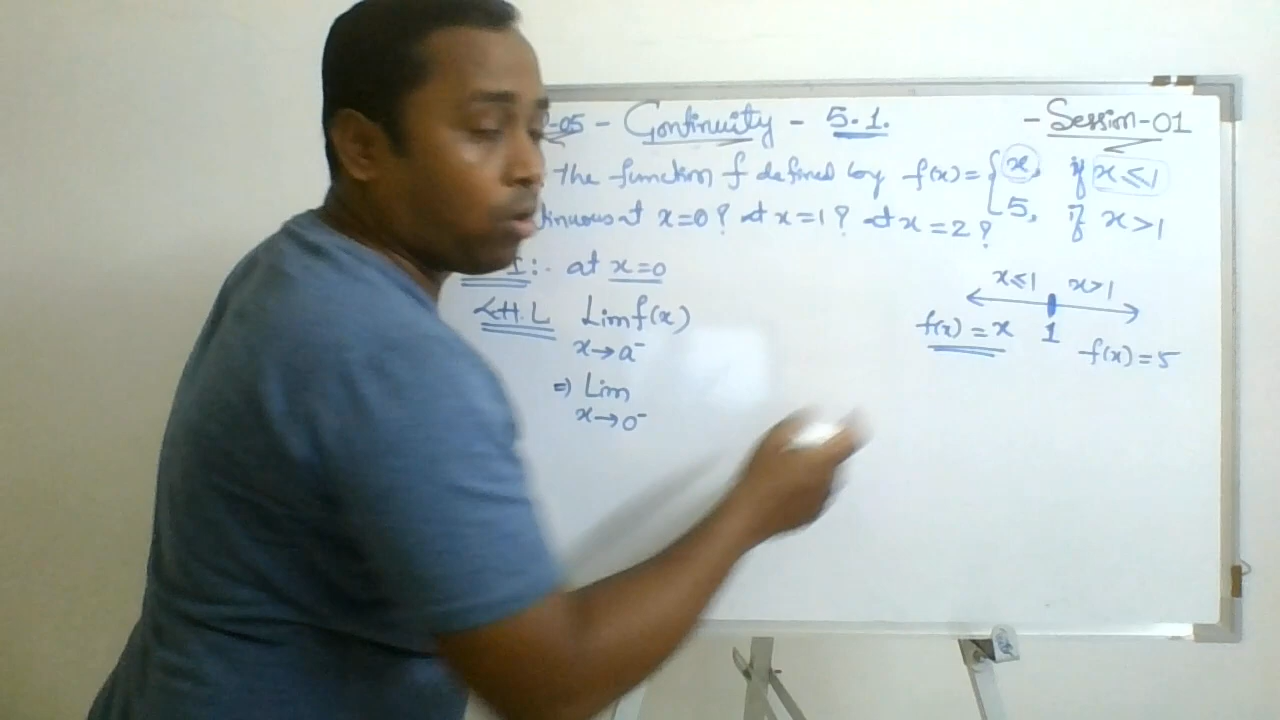 -05 - Continuity - 5.1. - Session-01
the function f defined by f(x) = { x, if x ≤ 1
5, if x > 1
at x=0? at x=1? at x=2?
I:- at x=0
L.H.L Lim f(x)
x→a⁻
⇒ Lim
x→0⁻
x≤1 x>1
f(x) = x 1 f(x) = 5